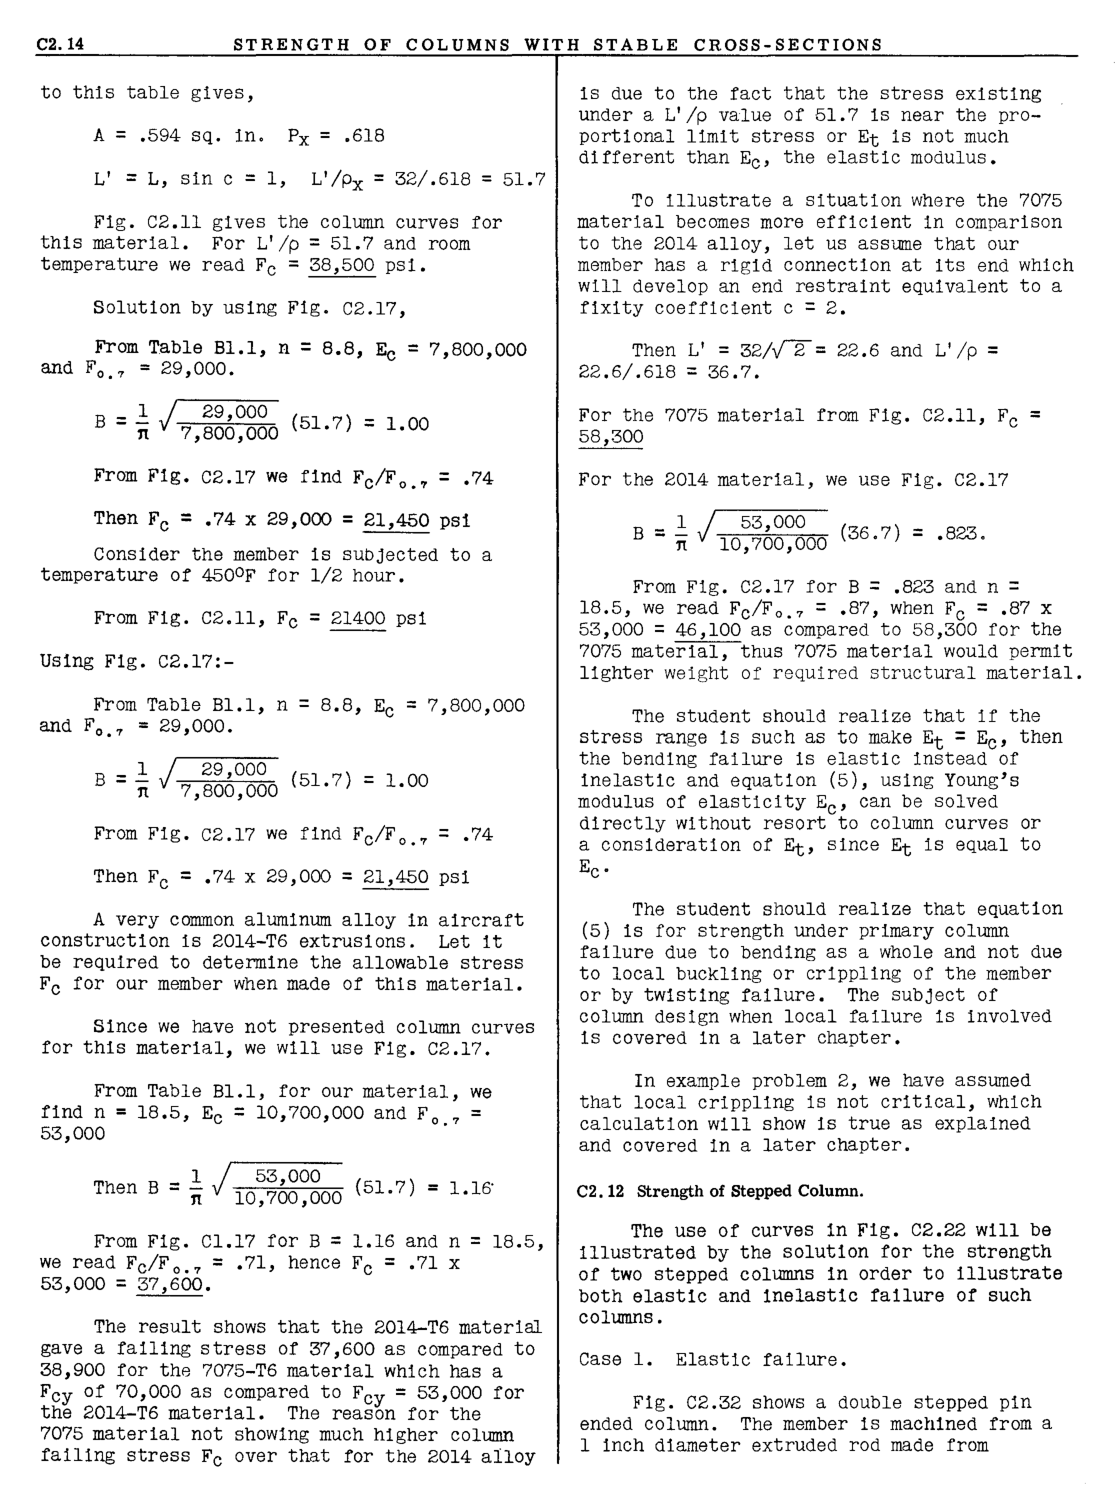 C2.14 STRENGTH OF COLUMNS WITH STABLE CROSS-SECTIONS
to this table gives,
A = .594 sq. in. Pₓ = .618
L' = L, sin c = 1, L'/ρₓ = 32/.618 = 51.7
Fig. C2.11 gives the column curves for
this material. For L'/ρ = 51.7 and room
temperature we read F_c = 38,500 psi.
Solution by using Fig. C2.17,
From Table B1.1, n = 8.8, E_c = 7,800,000
and F₀.₇ = 29,000.
B = 1/π √(29,000/7,800,000) (51.7) = 1.00
From Fig. C2.17 we find F_c/F₀.₇ = .74
Then F_c = .74 x 29,000 = 21,450 psi
Consider the member is subjected to a
temperature of 450°F for 1/2 hour.
From Fig. C2.11, F_c = 21400 psi
Using Fig. C2.17:-
From Table B1.1, n = 8.8, E_c = 7,800,000
and F₀.₇ = 29,000.
B = 1/π √(29,000/7,800,000) (51.7) = 1.00
From Fig. C2.17 we find F_c/F₀.₇ = .74
Then F_c = .74 x 29,000 = 21,450 psi
A very common aluminum alloy in aircraft
construction is 2014-T6 extrusions. Let it
be required to determine the allowable stress
F_c for our member when made of this material.
Since we have not presented column curves
for this material, we will use Fig. C2.17.
From Table B1.1, for our material, we
find n = 18.5, E_c = 10,700,000 and F₀.₇ =
53,000
Then B = 1/π √(53,000/10,700,000) (51.7) = 1.16
From Fig. C1.17 for B = 1.16 and n = 18.5,
we read F_c/F₀.₇ = .71, hence F_c = .71 x
53,000 = 37,600.
The result shows that the 2014-T6 material
gave a failing stress of 37,600 as compared to
38,900 for the 7075-T6 material which has a
F_cy of 70,000 as compared to F_cy = 53,000 for
the 2014-T6 material. The reason for the
7075 material not showing much higher column
failing stress F_c over that for the 2014 alloy
is due to the fact that the stress existing
under a L'/ρ value of 51.7 is near the pro-
portional limit stress or E_t is not much
different than E_c, the elastic modulus.
To illustrate a situation where the 7075
material becomes more efficient in comparison
to the 2014 alloy, let us assume that our
member has a rigid connection at its end which
will develop an end restraint equivalent to a
fixity coefficient c = 2.
Then L' = 32/√2 = 22.6 and L'/ρ =
22.6/.618 = 36.7.
For the 7075 material from Fig. C2.11, F_c =
58,300
For the 2014 material, we use Fig. C2.17
B = 1/π √(53,000/10,700,000) (36.7) = .823.
From Fig. C2.17 for B = .823 and n =
18.5, we read F_c/F₀.₇ = .87, when F_c = .87 x
53,000 = 46,100 as compared to 58,300 for the
7075 material, thus 7075 material would permit
lighter weight of required structural material.
The student should realize that if the
stress range is such as to make E_t = E_c, then
the bending failure is elastic instead of
inelastic and equation (5), using Young's
modulus of elasticity E_c, can be solved
directly without resort to column curves or
a consideration of E_t, since E_t is equal to
E_c.
The student should realize that equation
(5) is for strength under primary column
failure due to bending as a whole and not due
to local buckling or crippling of the member
or by twisting failure. The subject of
column design when local failure is involved
is covered in a later chapter.
In example problem 2, we have assumed
that local crippling is not critical, which
calculation will show is true as explained
and covered in a later chapter.
C2.12 Strength of Stepped Column.
The use of curves in Fig. C2.22 will be
illustrated by the solution for the strength
of two stepped columns in order to illustrate
both elastic and inelastic failure of such
columns.
Case 1. Elastic failure.
Fig. C2.32 shows a double stepped pin
ended column. The member is machined from a
1 inch diameter extruded rod made from